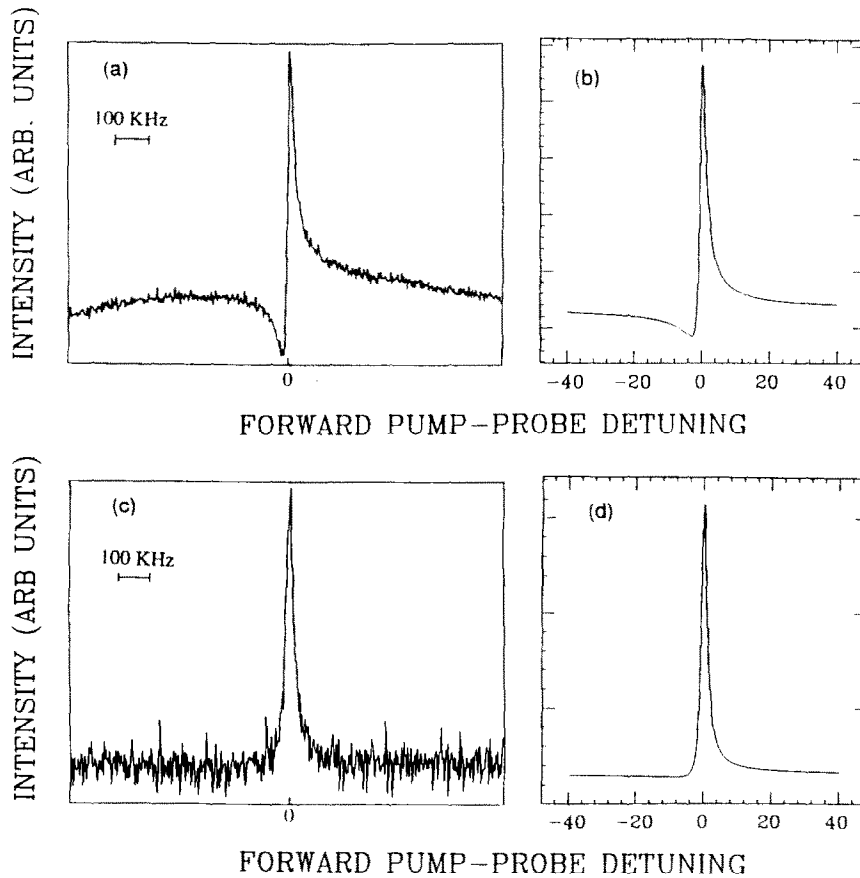 INTENSITY (ARB. UNITS)
(a)
100 KHz
0
(b)
-40 -20 0 20 40
FORWARD PUMP-PROBE DETUNING
INTENSITY (ARB UNITS)
(c)
100 KHz
0
(d)
-40 -20 0 20 40
FORWARD PUMP-PROBE DETUNING